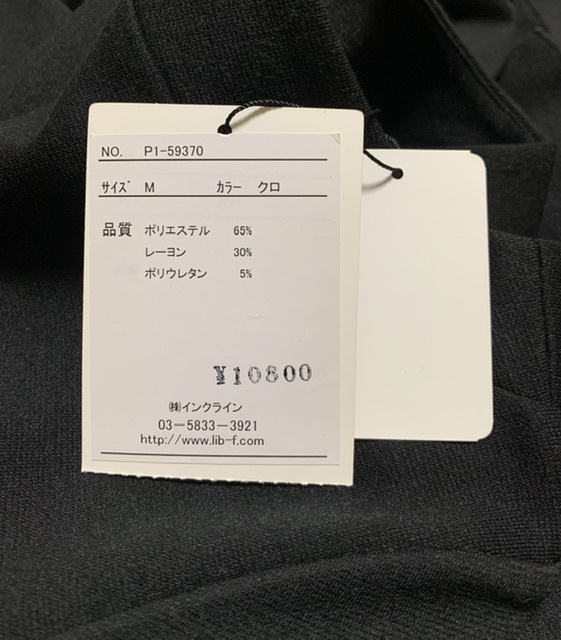 NO. P1-59370
ｻｲｽﾞ M ｶﾗｰ クロ
品質 ポリエステル 65%
レーヨン 30%
ポリウレタン 5%
¥10800
㈱インクライン
03-5833-3921
http://www.lib-f.com